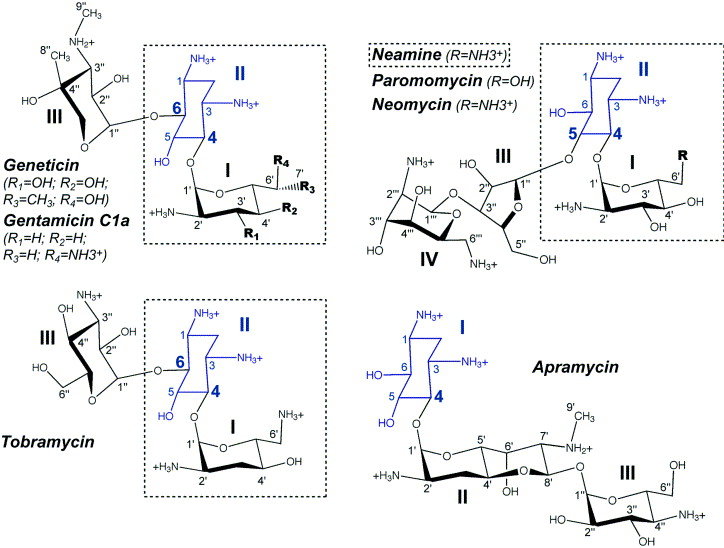 9''
CH₃
NH₂+
8''
CH₃
3''
OH
4''
HO
2''
III
O
1''
O
NH₃+
II
1
NH₃+
3
6
5
4
HO
O
I
R₄
6'
7'
R₃
1'
O
3'
R₂
+H₃N
2'
R₁
4'
Geneticin
(R₁=OH; R₂=OH;
R₃=CH₃; R₄=OH)
Gentamicin C1a
(R₁=H; R₂=H;
R₃=H; R₄=NH3+)
Neamine (R=NH3⁺)
Paromomycin (R=OH)
Neomycin (R=NH3⁺)
NH₃+
II
1
NH₃+
3
HO
6
5
4
O
O
I
R
6'
1'
O
3'
OH
4'
+H₃N
2'
OH
III
HO
2''
1''
O
3''
5''
OH
NH₃+
2'''
OH
O
1'''
3'''
HO
4'''
O
6'''
NH₃+
IV
NH₃+
OH
III
3''
OH
4''
2''
HO
6''
O
1''
O
NH₃+
II
1
NH₃+
3
6
5
4
HO
O
I
NH₃+
6'
1'
O
OH
+H₃N
2'
4'
Tobramycin
NH₃+
I
1
NH₃+
3
HO
6
5
4
HO
O
Apramycin
9'
CH₃
1'
O
5'
6'
7'
NH₂+
+H₃N
2'
4'
OH
O
8'
O
II
III
OH
1''
O
6''
HO
2''
3''
4''
NH₃+
OH